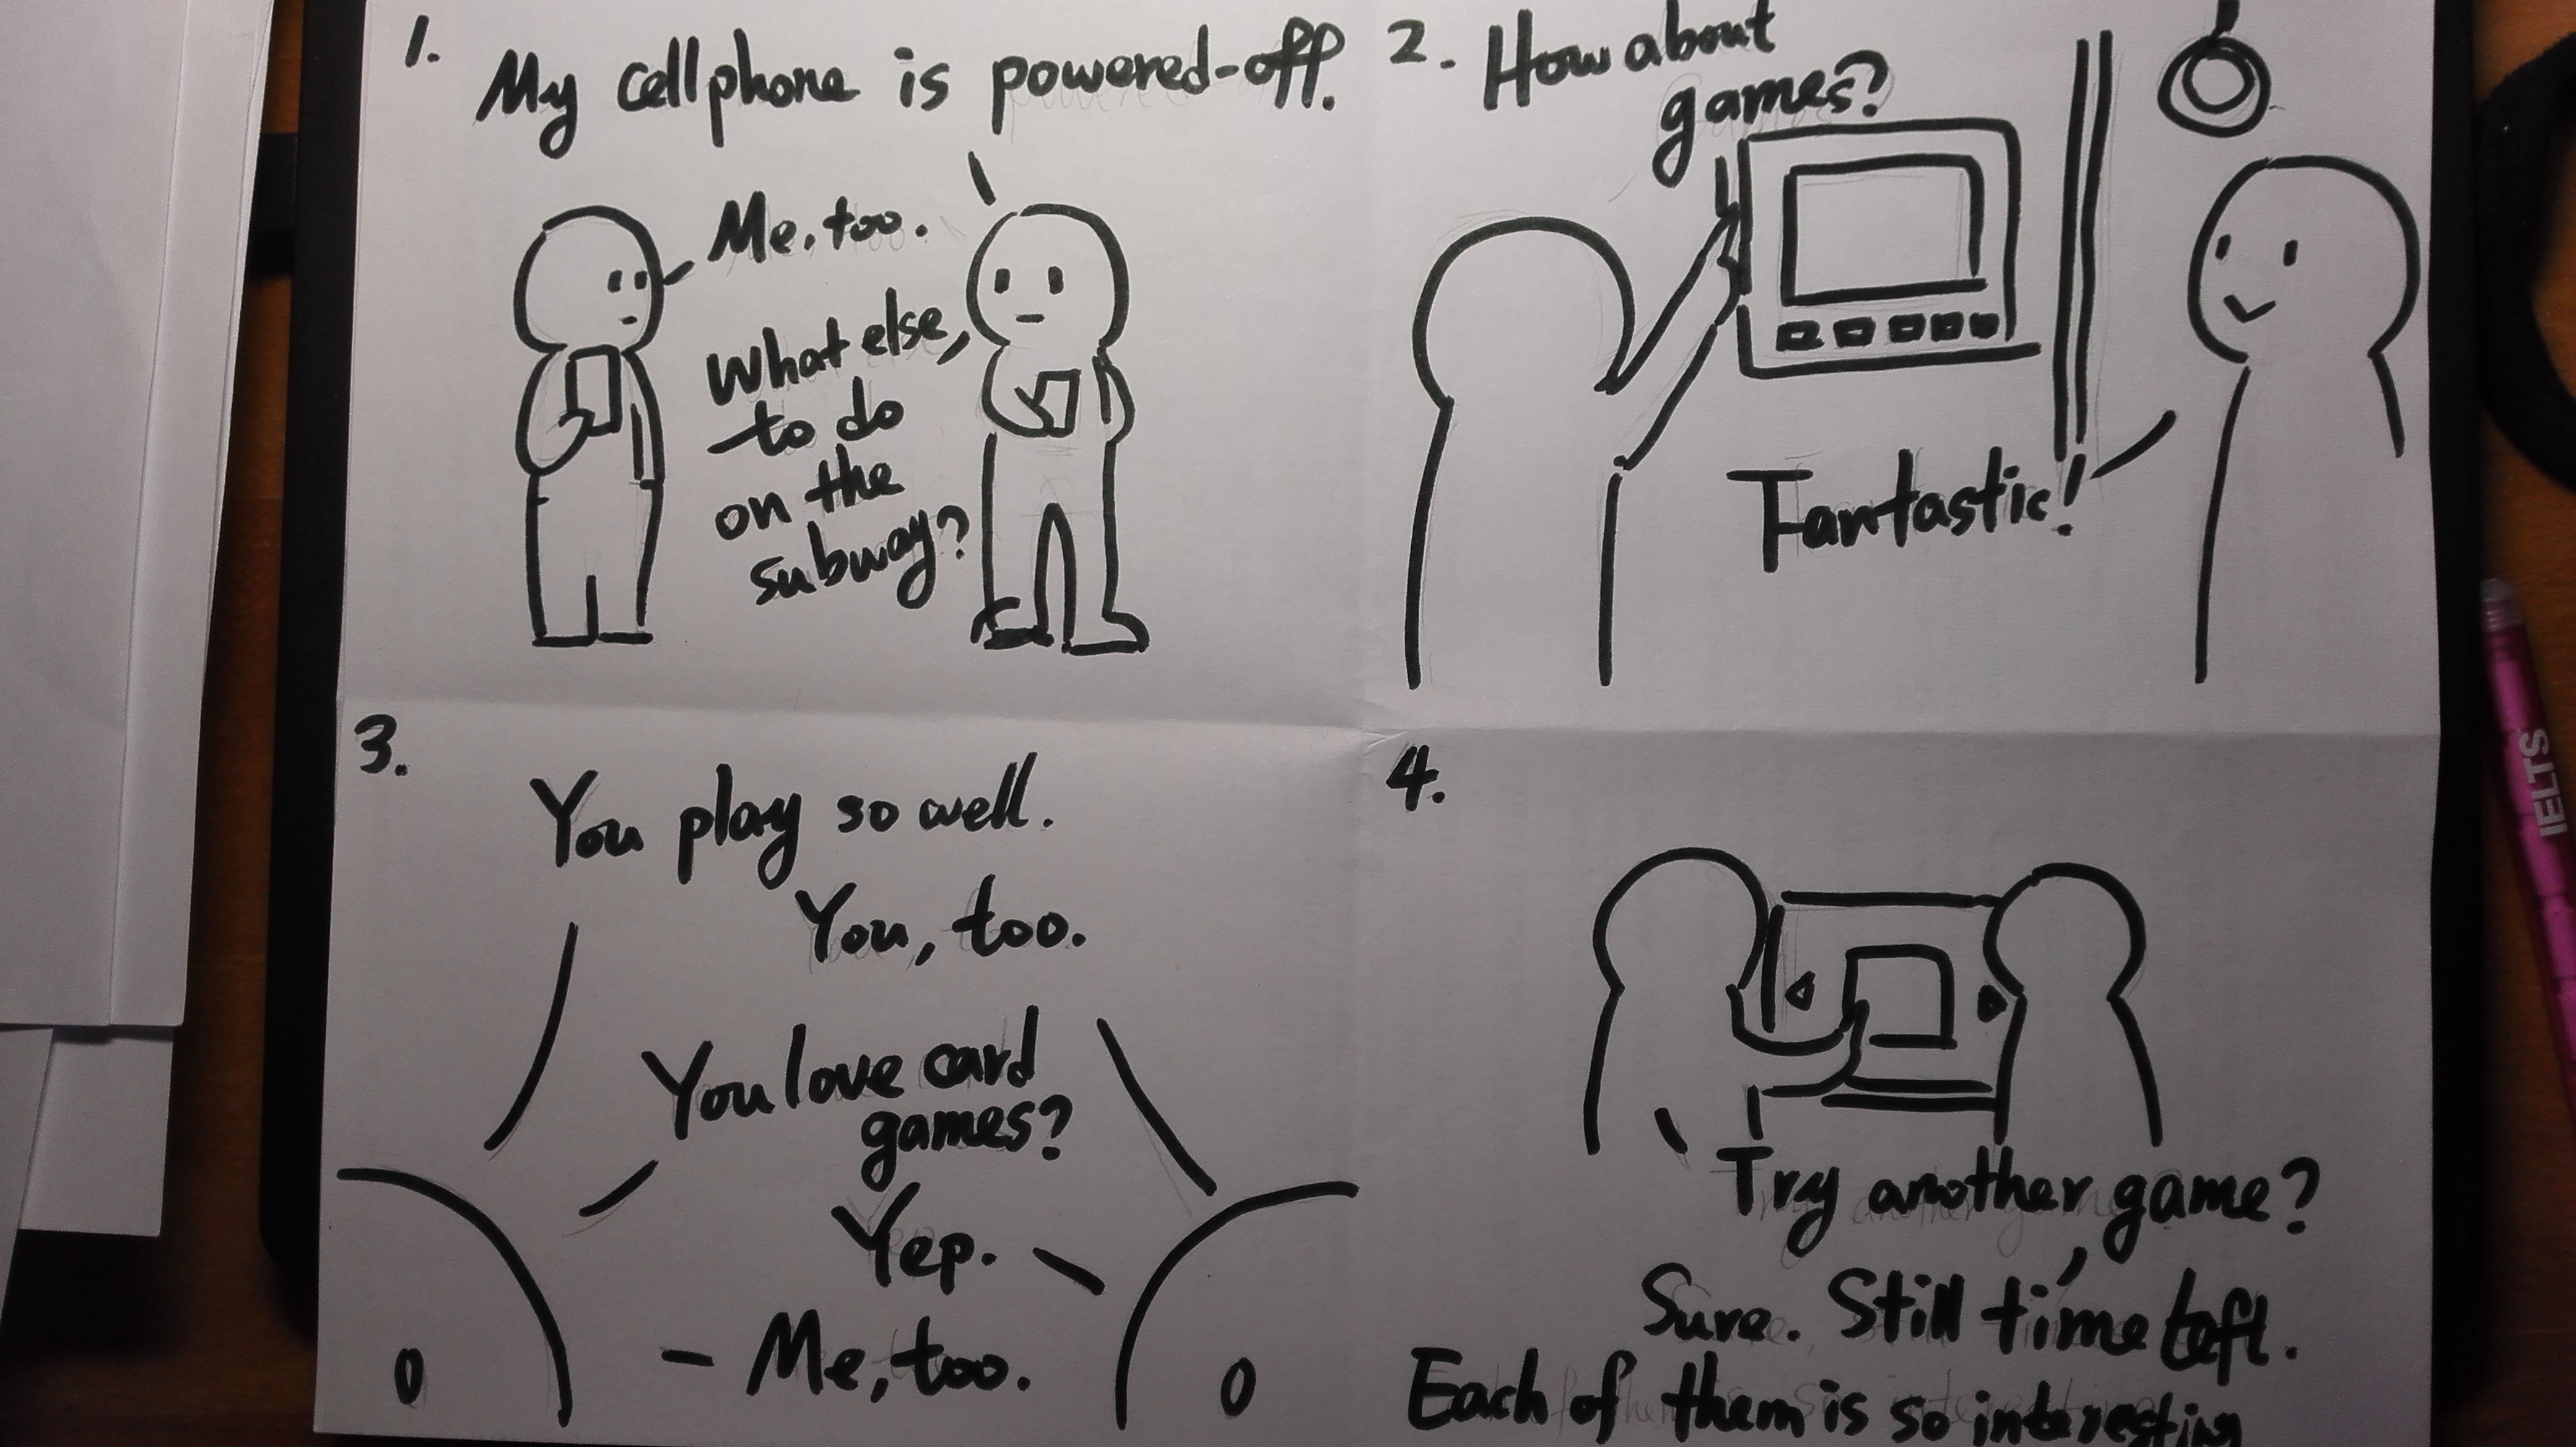 1.
My cellphone is powered-off.
Me, too.
What else,
to do
on the
subway?
2. How about
games?
Fantastic!
3.
You play so well.
You, too.
You love card
games?
Yep.
Me, too.
4.
Try another game?
Sure. Still time left.
Each of them is so interesting
IELTS